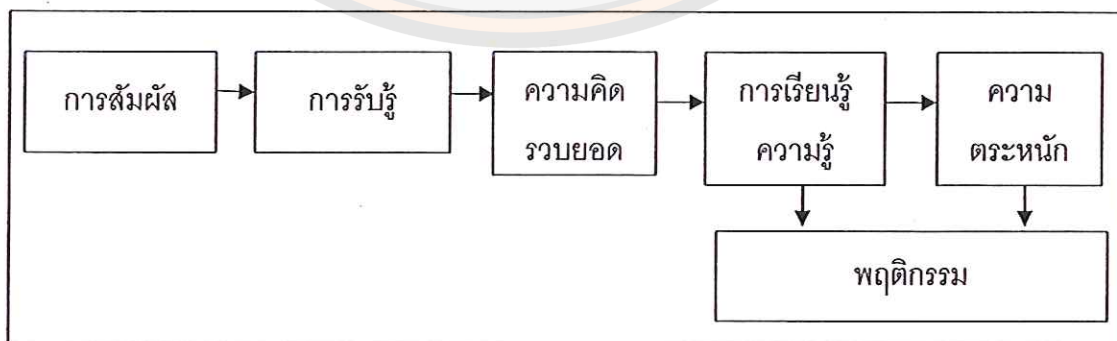 การสัมผัส
การรับรู้
ความคิด
รวบยอด
การเรียนรู้
ความรู้
ความ
ตระหนัก
พฤติกรรม